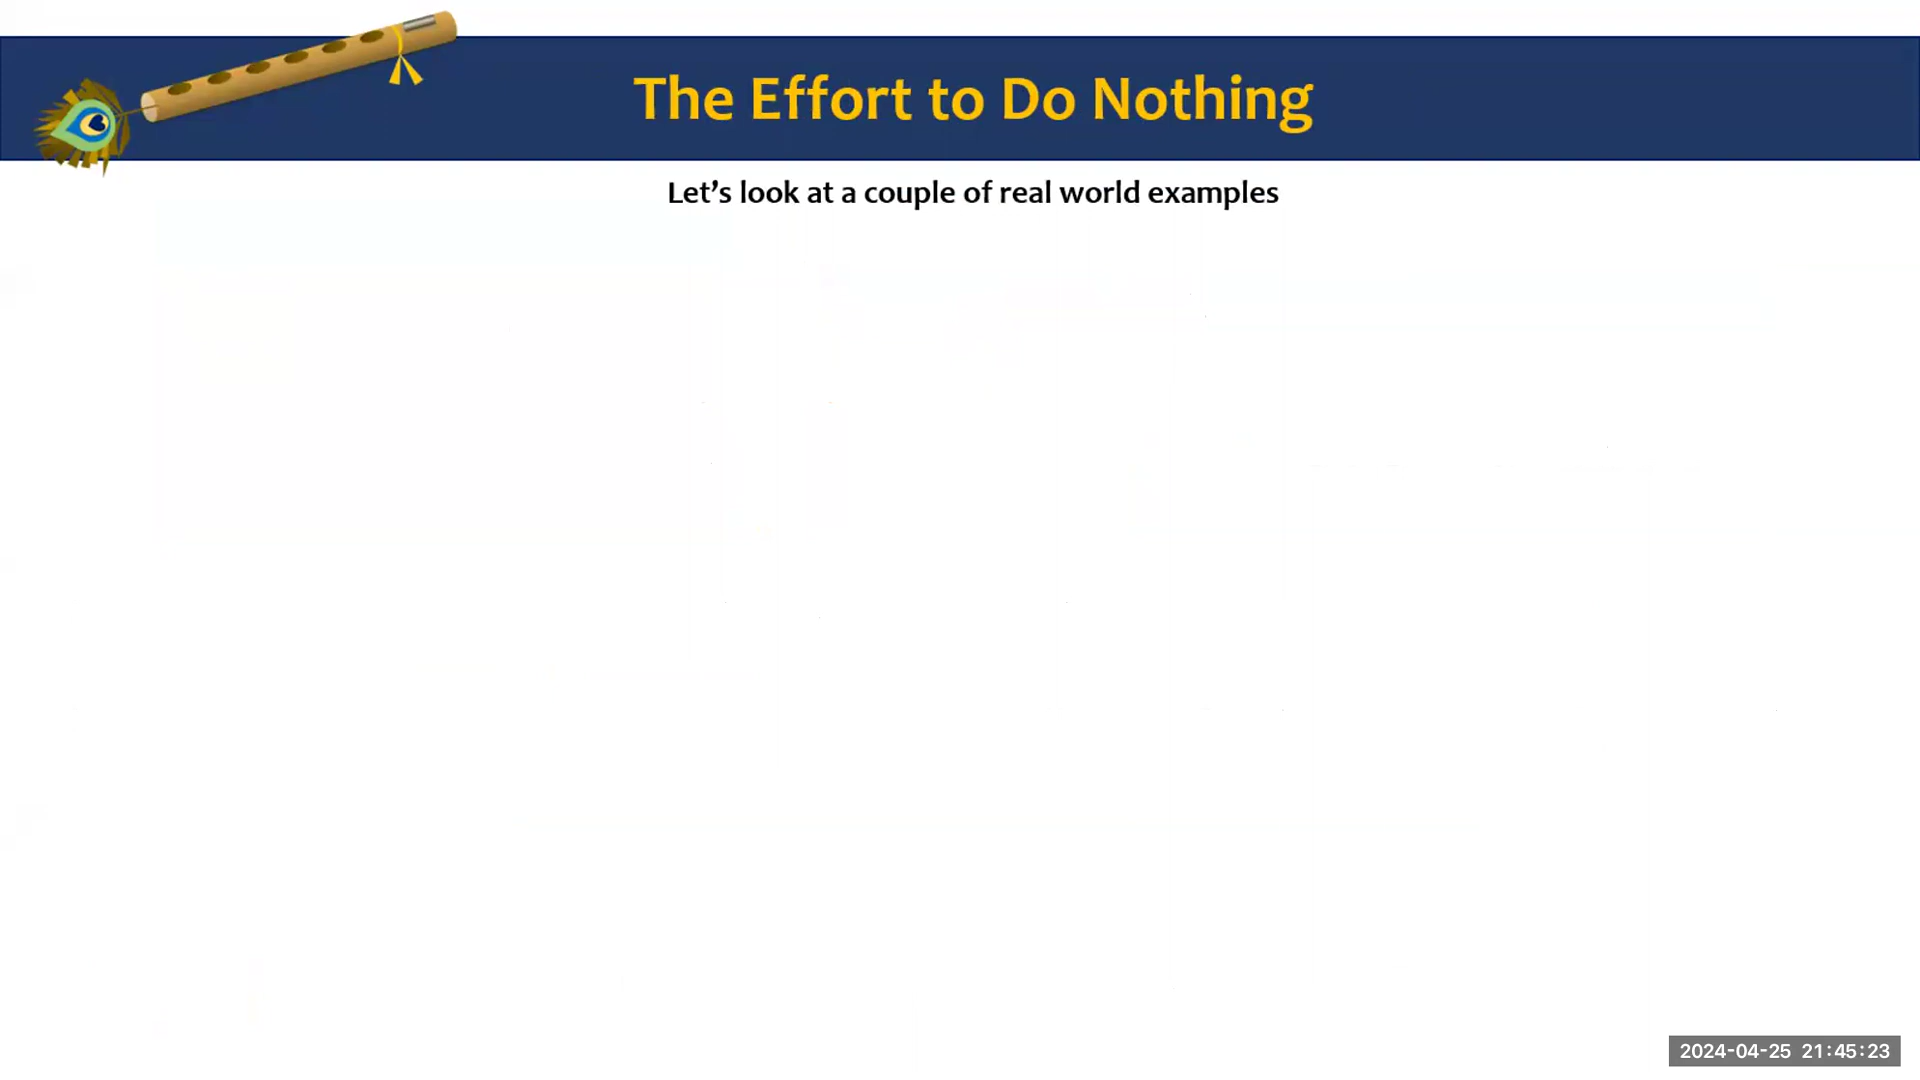 The Effort to Do Nothing
Let’s look at a couple of real world examples
2024-04-25 21:45:23